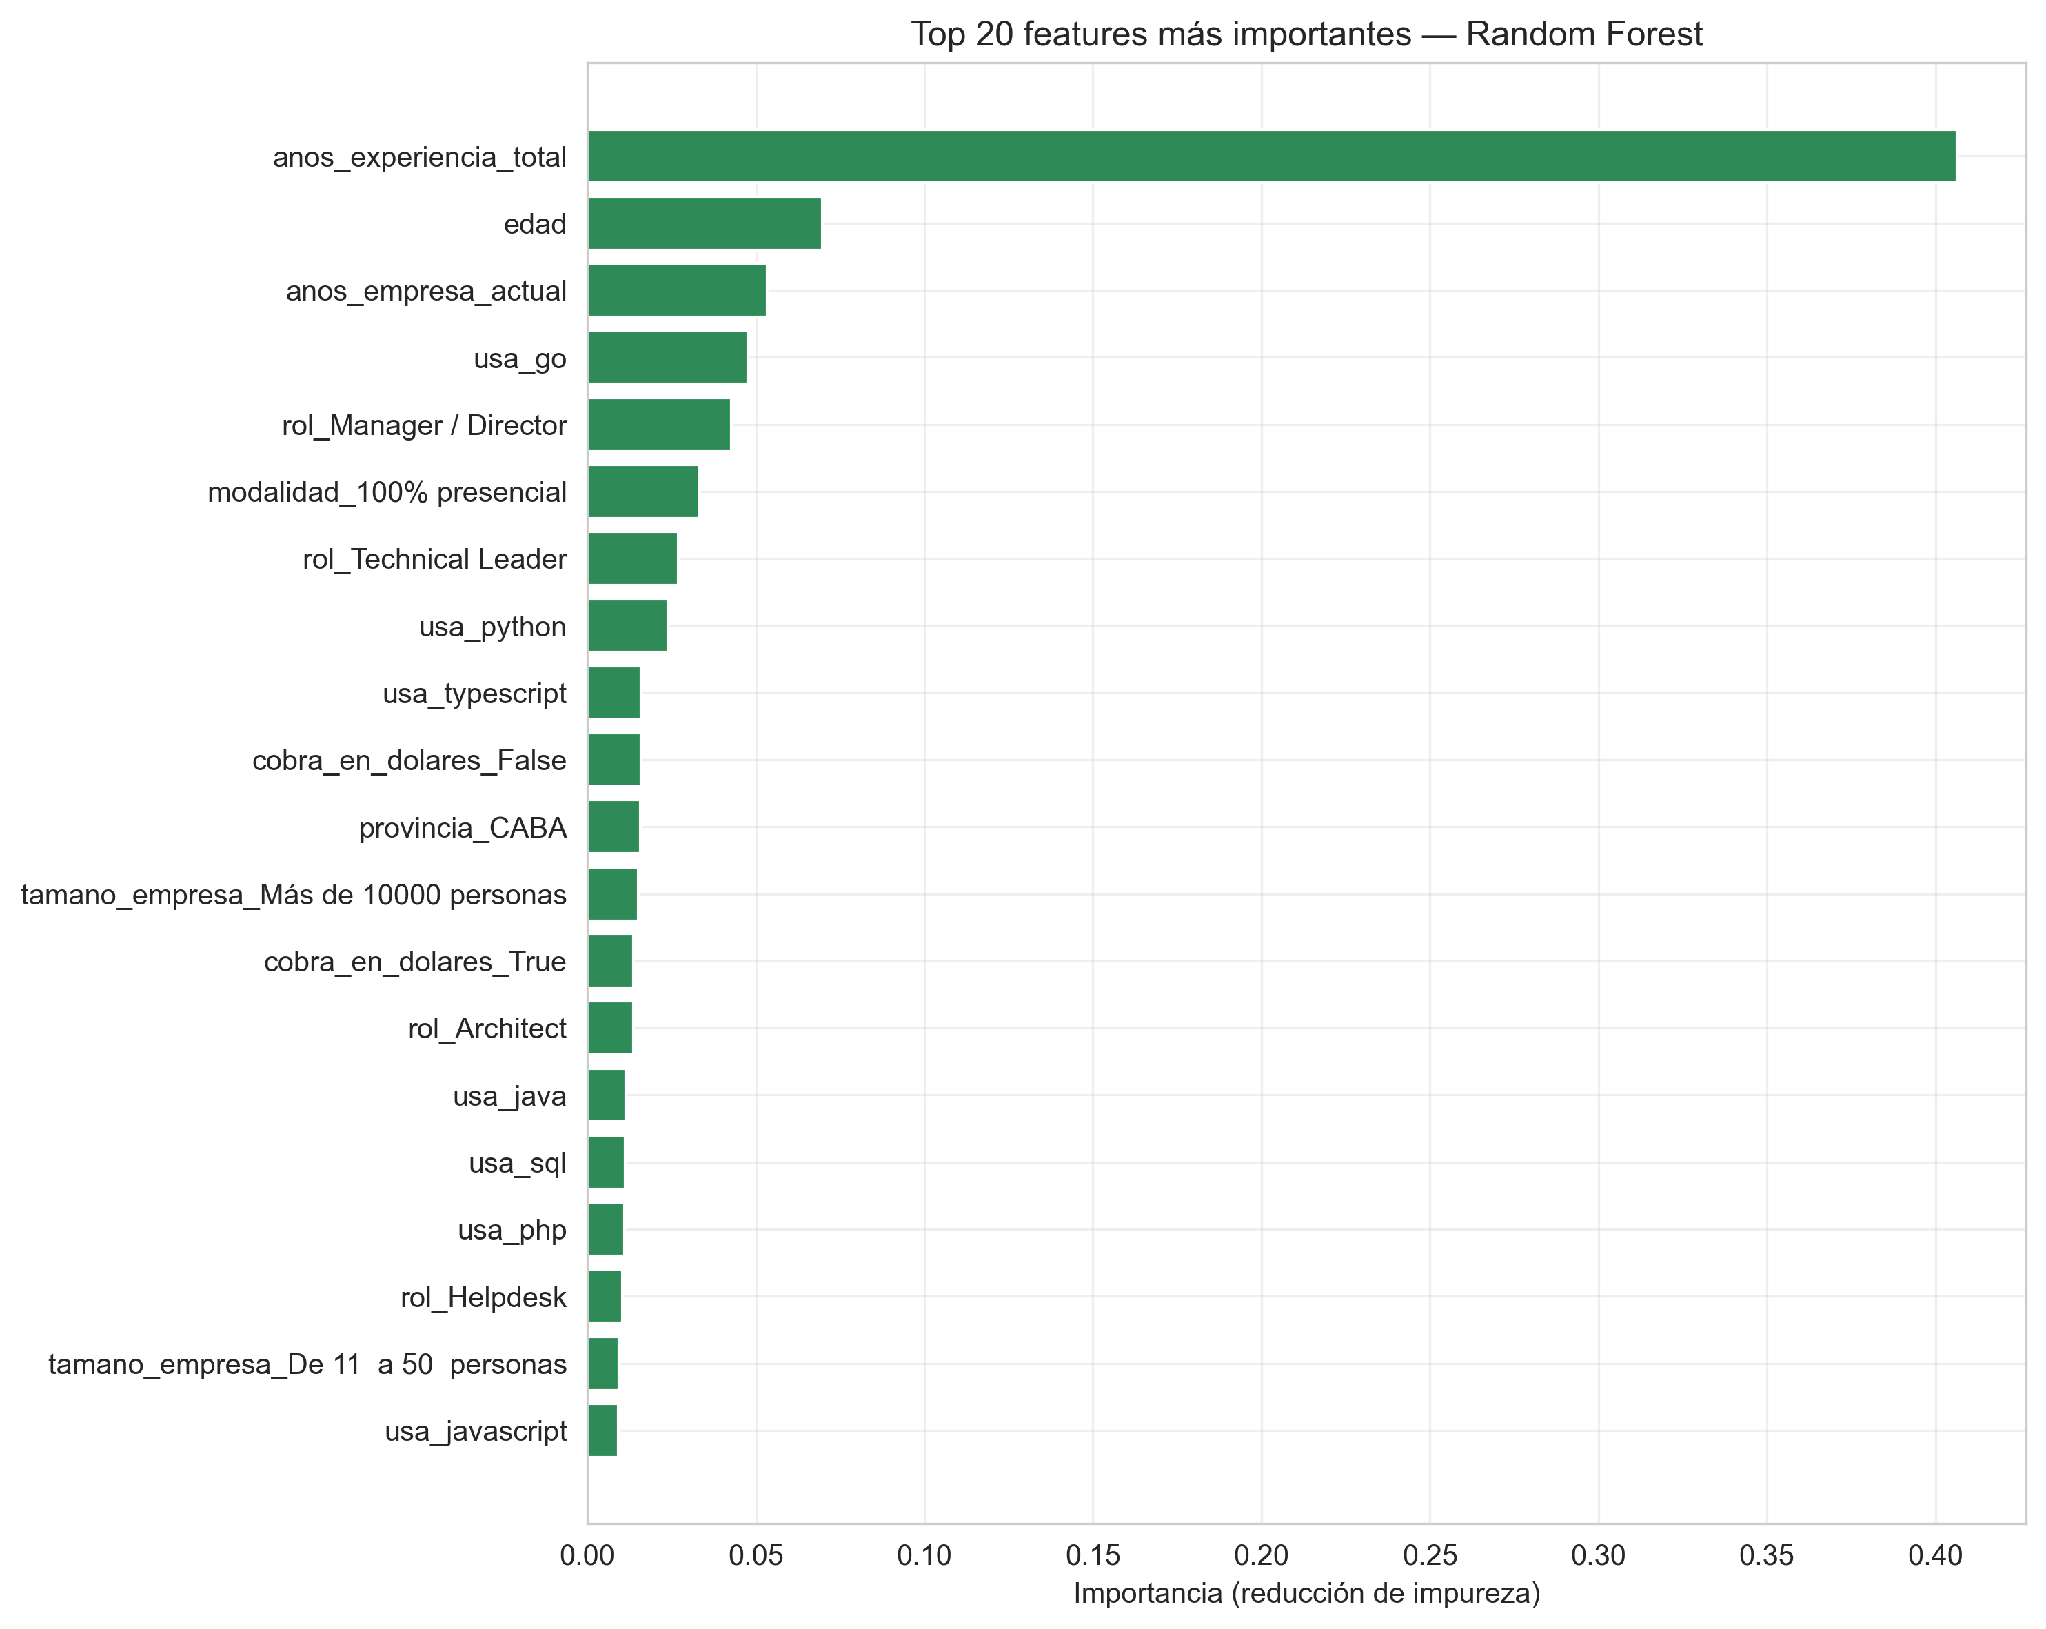 Top 20 features más importantes — Random Forest
anos_experiencia_total
edad
anos_empresa_actual
usa_go
rol_Manager / Director
modalidad_100% presencial
rol_Technical Leader
usa_python
usa_typescript
cobra_en_dolares_False
provincia_CABA
tamano_empresa_Más de 10000 personas
cobra_en_dolares_True
rol_Architect
usa_java
usa_sql
usa_php
rol_Helpdesk
tamano_empresa_De 11  a 50  personas
usa_javascript
0.00 0.05 0.10 0.15 0.20 0.25 0.30 0.35 0.40
Importancia (reducción de impureza)